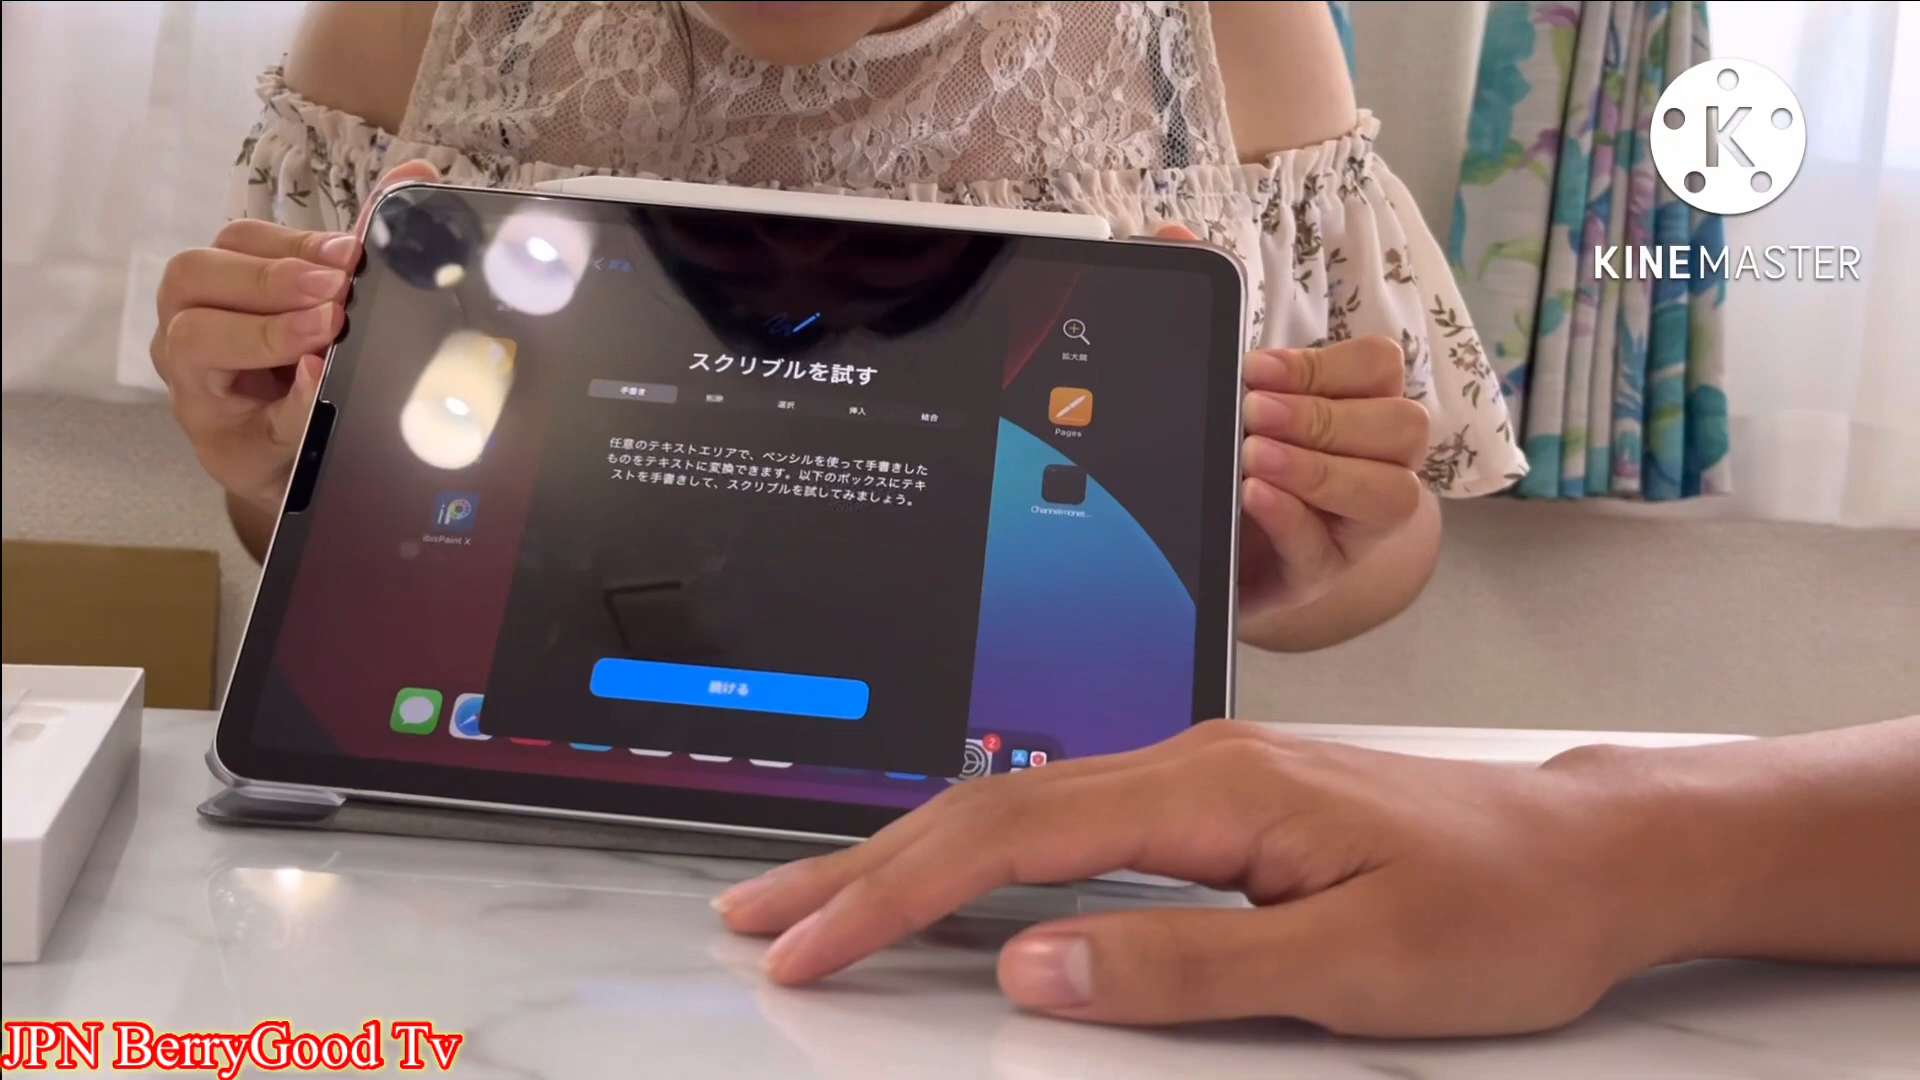 KINEMASTER
戻る
スクリブルを試す
手書き 削除 選択 挿入 結合
任意のテキストエリアで、ペンシルを使って手書きした
ものをテキストに変換できます。以下のボックスにテキ
ストを手書きして、スクリブルを試してみましょう。
続ける
拡大鏡
Pages
Channelmonet...
ibisPaint X
2
JPN BerryGood Tv